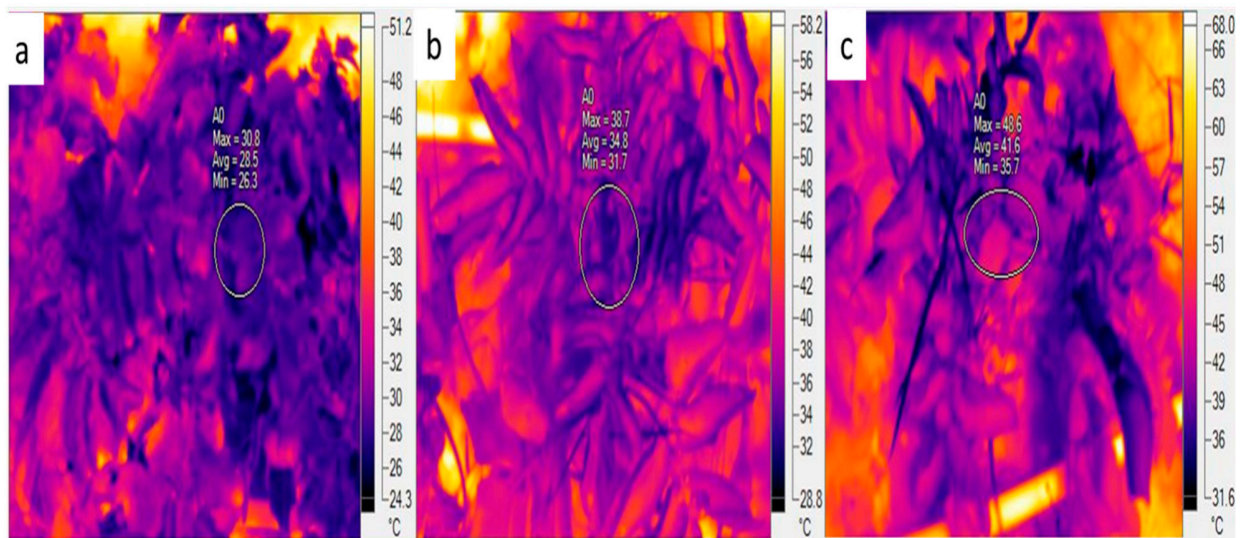 a
A0
Max = 30.8
Avg = 28.5
Min = 26.3
51.2
48
46
44
42
40
38
36
34
32
30
28
26
24.3
°C
b
A0
Max = 38.7
Avg = 34.8
Min = 31.7
58.2
56
54
52
50
48
46
44
42
40
38
36
34
32
28.8
°C
c
A0
Max = 48.6
Avg = 41.6
Min = 35.7
68.0
66
63
60
57
54
51
48
45
42
39
36
31.6
°C